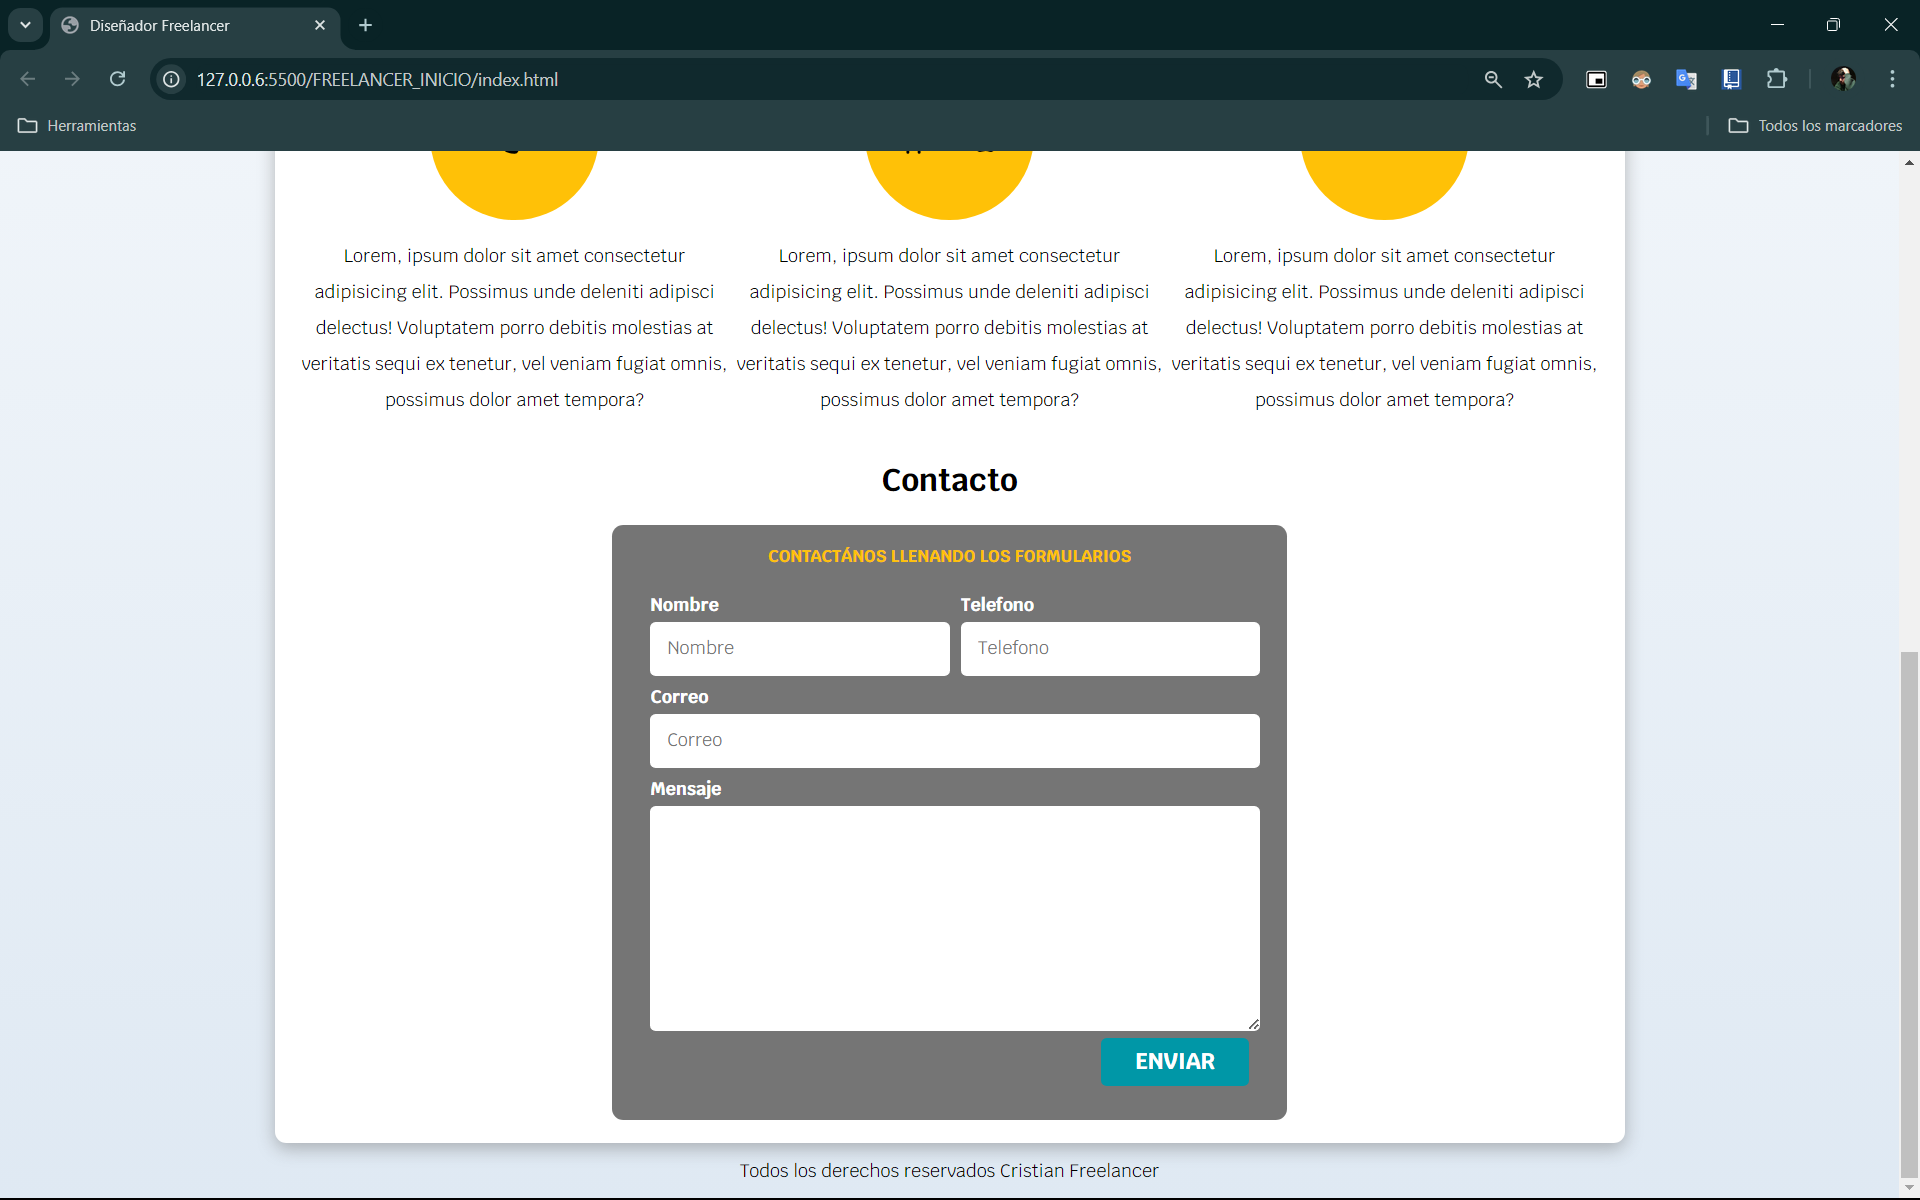 Diseñador Freelancer
127.0.0.6:5500/FREELANCER_INICIO/index.html
Herramientas
Todos los marcadores
Lorem, ipsum dolor sit amet consectetur
adipisicing elit. Possimus unde deleniti adipisci
delectus! Voluptatem porro debitis molestias at
veritatis sequi ex tenetur, vel veniam fugiat omnis,
possimus dolor amet tempora?
Lorem, ipsum dolor sit amet consectetur
adipisicing elit. Possimus unde deleniti adipisci
delectus! Voluptatem porro debitis molestias at
veritatis sequi ex tenetur, vel veniam fugiat omnis,
possimus dolor amet tempora?
Lorem, ipsum dolor sit amet consectetur
adipisicing elit. Possimus unde deleniti adipisci
delectus! Voluptatem porro debitis molestias at
veritatis sequi ex tenetur, vel veniam fugiat omnis,
possimus dolor amet tempora?
Contacto
CONTACTÁNOS LLENANDO LOS FORMULARIOS
Nombre
Telefono
Nombre
Telefono
Correo
Correo
Mensaje
ENVIAR
Todos los derechos reservados Cristian Freelancer